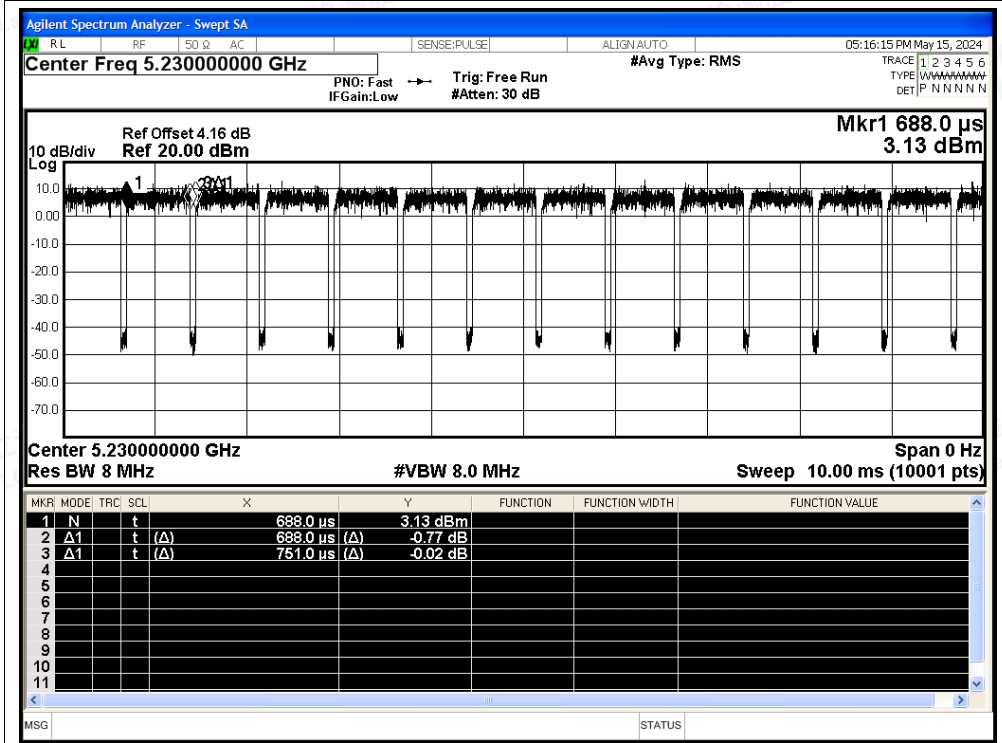 Agilent Spectrum Analyzer - Swept SA
LXI RL RF 50 Ω AC SENSE:PULSE ALIGN AUTO 05:16:15 PM May 15, 2024
Center Freq 5.230000000 GHz #Avg Type: RMS TRACE 1 2 3 4 5 6
PNO: Fast Trig: Free Run TYPE WWWWWW
IFGain:Low #Atten: 30 dB DET P N N N N N
Mkr1 688.0 µs
Ref Offset 4.16 dB
10 dB/div Ref 20.00 dBm 3.13 dBm
Log
10.0
1 2 3Δ1
0.00
-10.0
-20.0
-30.0
-40.0
-50.0
-60.0
-70.0
Center 5.230000000 GHz Span 0 Hz
Res BW 8 MHz #VBW 8.0 MHz Sweep 10.00 ms (10001 pts)
MKR MODE TRC SCL X Y FUNCTION FUNCTION WIDTH FUNCTION VALUE
1 N t 688.0 µs 3.13 dBm
2 Δ1 t (Δ) 688.0 µs (Δ) -0.77 dB
3 Δ1 t (Δ) 751.0 µs (Δ) -0.02 dB
4
5
6
7
8
9
10
11
MSG STATUS